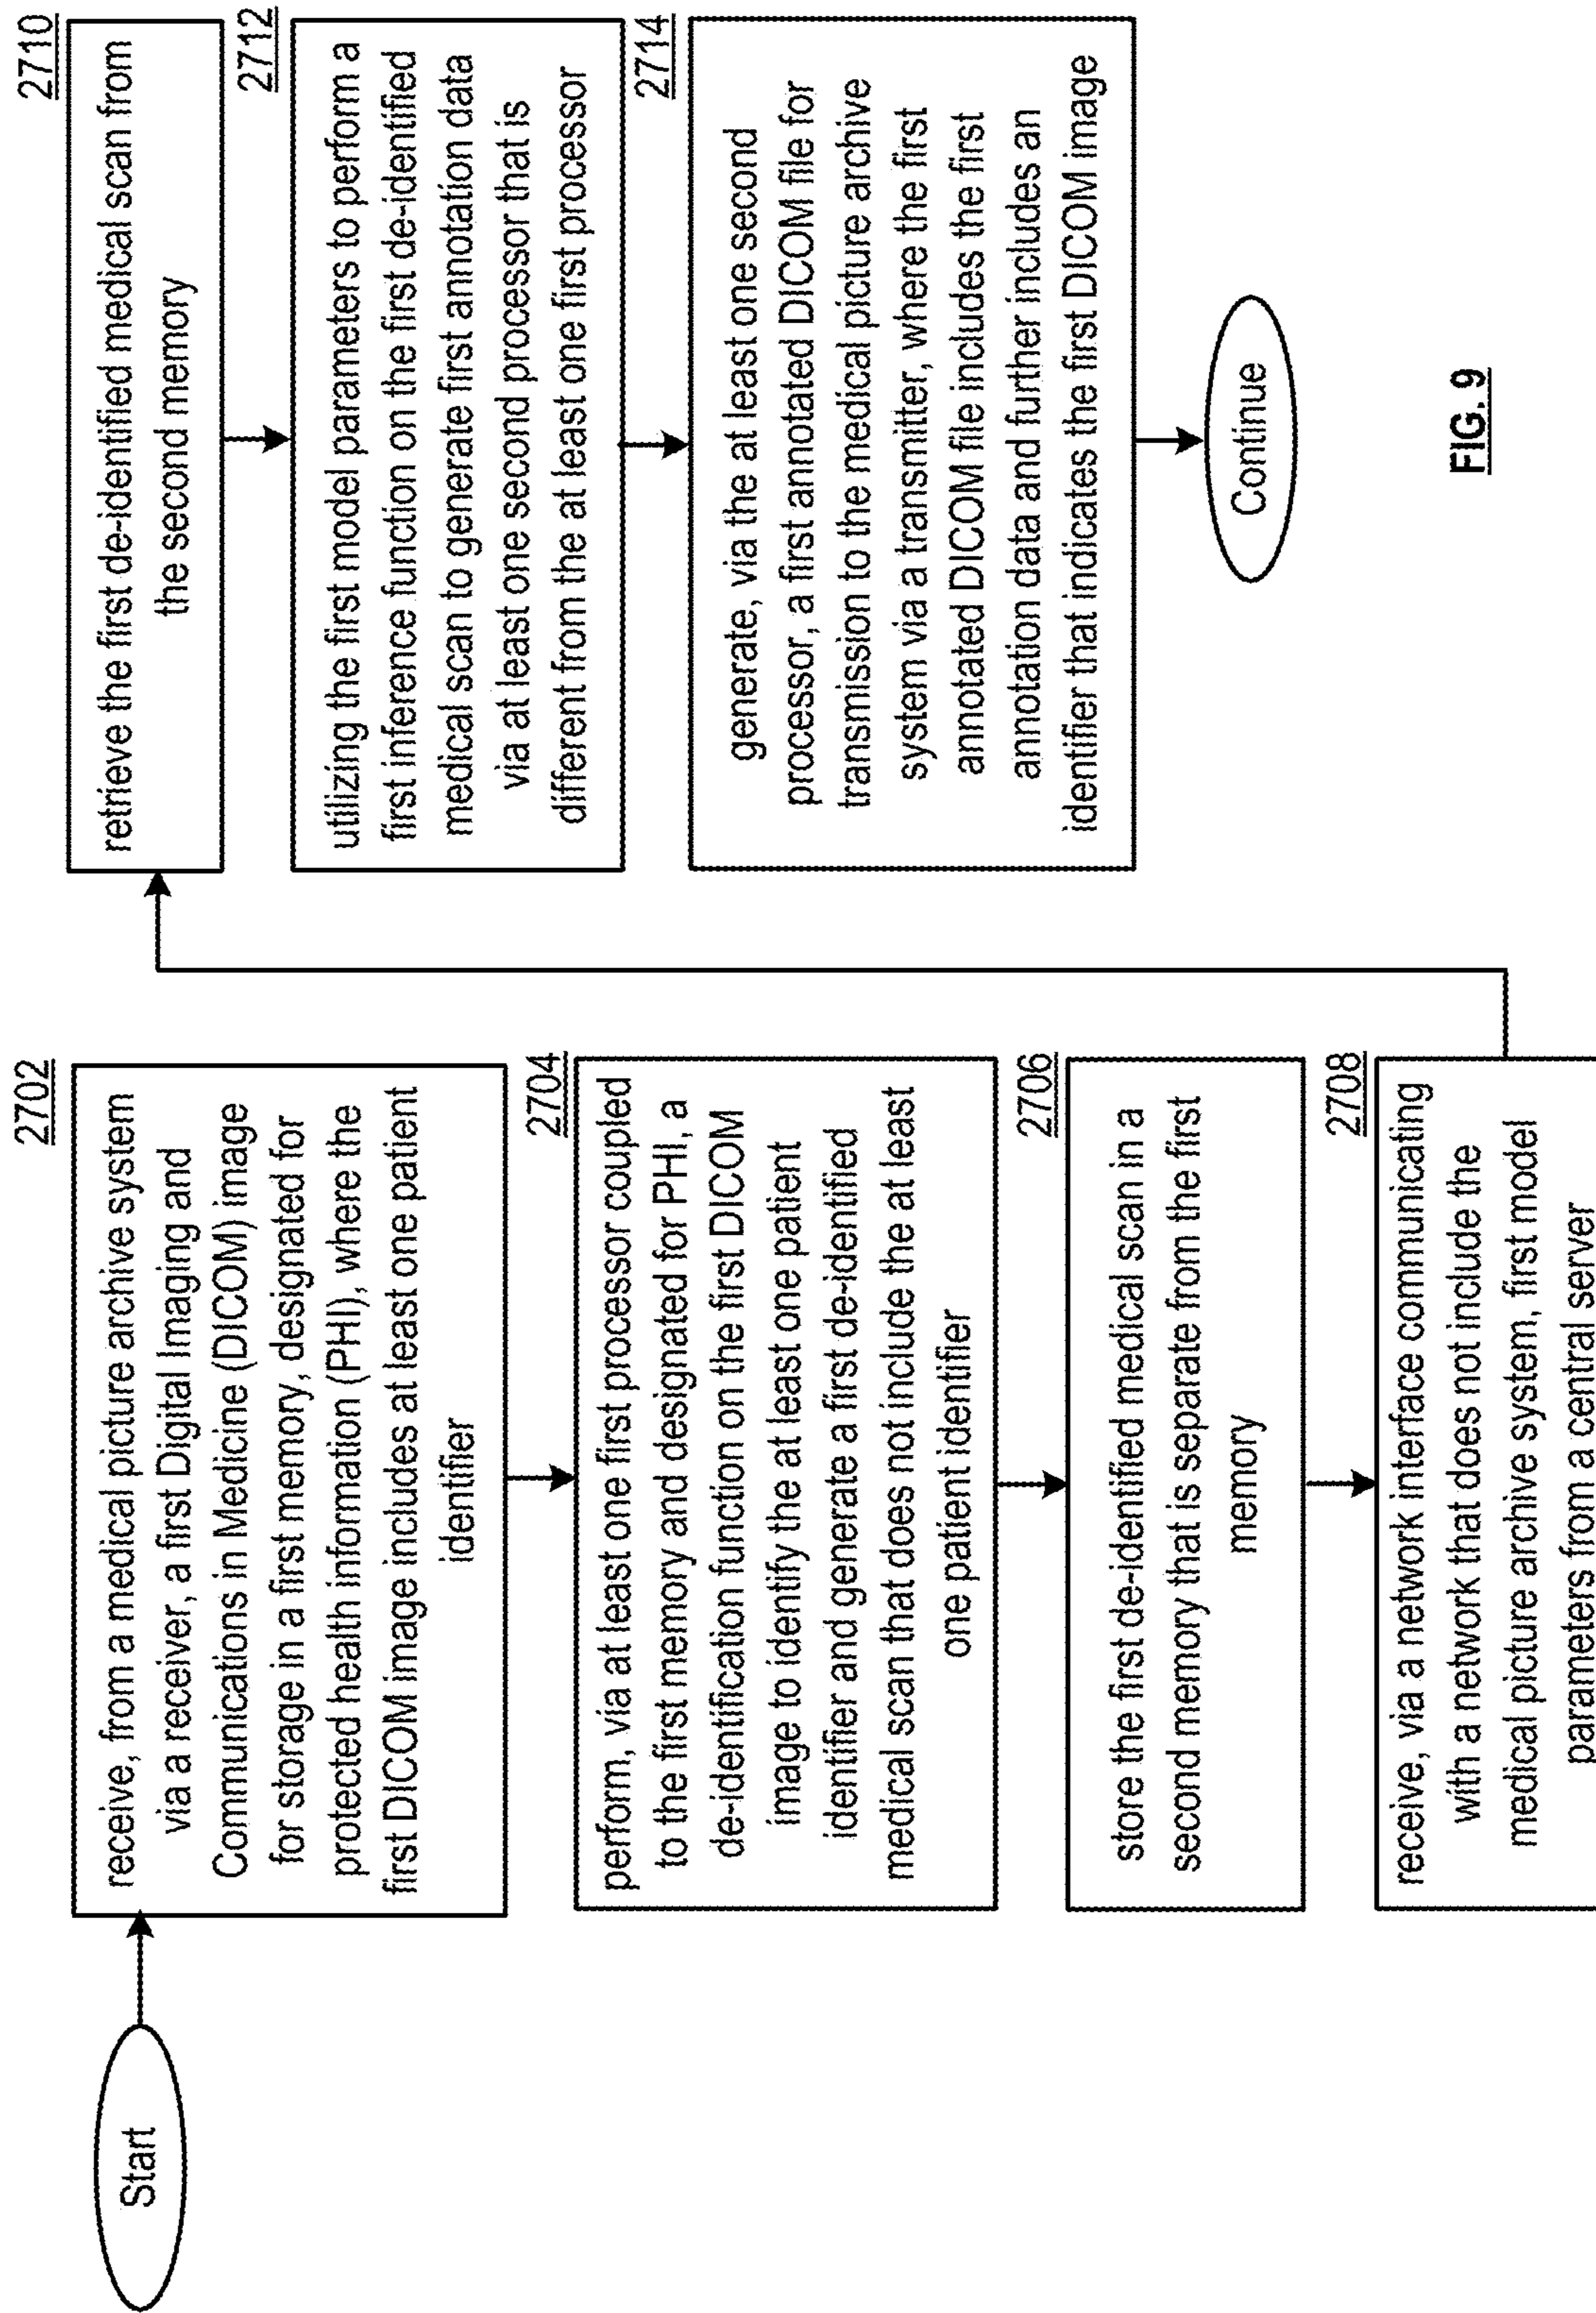 Start
2702
receive, from a medical picture archive system
via a receiver, a first Digital Imaging and
Communications in Medicine (DICOM) image
for storage in a first memory, designated for
protected health information (PHI), where the
first DICOM image includes at least one patient
identifier
2704
perform, via at least one first processor coupled
to the first memory and designated for PHI, a
de-identification function on the first DICOM
image to identify the at least one patient
identifier and generate a first de-identified
medical scan that does not include the at least
one patient identifier
2706
store the first de-identified medical scan in a
second memory that is separate from the first
memory
2708
receive, via a network interface communicating
with a network that does not include the
medical picture archive system, first model
parameters from a central server
2710
retrieve the first de-identified medical scan from
the second memory
2712
utilizing the first model parameters to perform a
first inference function on the first de-identified
medical scan to generate first annotation data
via at least one second processor that is
different from the at least one first processor
2714
generate, via the at least one second
processor, a first annotated DICOM file for
transmission to the medical picture archive
system via a transmitter, where the first
annotated DICOM file includes the first
annotation data and further includes an
identifier that indicates the first DICOM image
Continue
FIG. 9